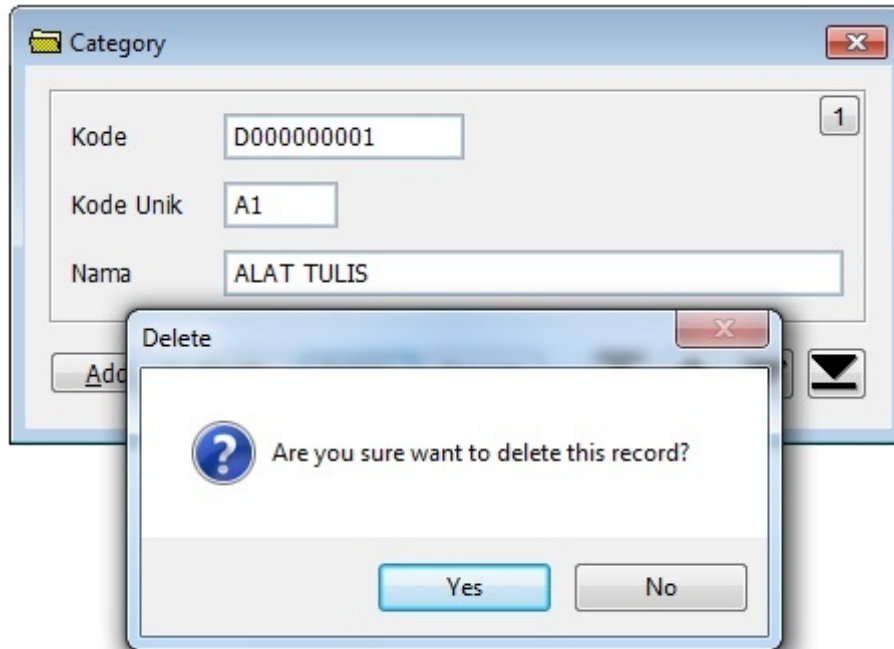 Category
1
Kode D000000001
Kode Unik A1
Nama ALAT TULIS
Delete
Add
Are you sure want to delete this record?
Yes No